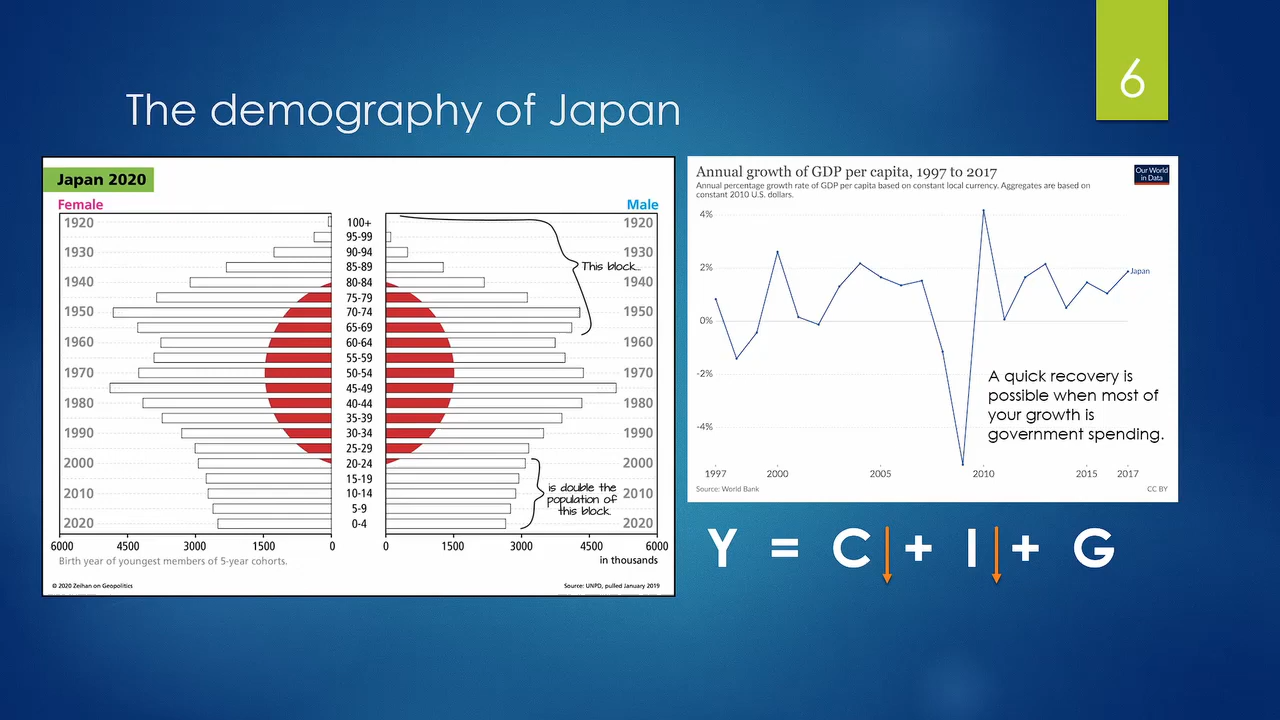 6
The demography of Japan
Japan 2020
Female
Male
1920 100+ 1920
95-99
1930 90-94 1930
85-89
1940 80-84 1940
75-79
1950 70-74 1950
65-69
1960 60-64 1960
55-59
1970 50-54 1970
45-49
1980 40-44 1980
35-39
1990 30-34 1990
25-29
2000 20-24 2000
15-19
2010 10-14 2010
5-9
2020 0-4 2020
This block...
is double the
population of
this block.
6000 4500 3000 1500 0 0 1500 3000 4500 6000
Birth year of youngest members of 5-year cohorts.
in thousands
© 2020 Zeihan on Geopolitics
Source: UNPD, pulled January 2019
Annual growth of GDP per capita, 1997 to 2017
Annual percentage growth rate of GDP per capita based on constant local currency. Aggregates are based on
constant 2010 U.S. dollars.
Our World
in Data
4%
2%
0%
-2%
-4%
Japan
1997 2000 2005 2010 2015 2017
A quick recovery is
possible when most of
your growth is
government spending.
Source: World Bank
CC BY
Y = C + I + G